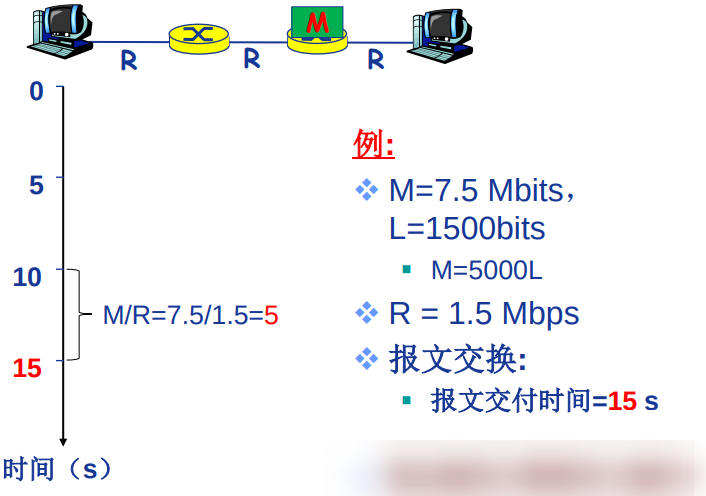 M
R R R
0
5
10
15
M/R=7.5/1.5=5
时间（s）
例:
M=7.5 Mbits，
L=1500bits
M=5000L
R = 1.5 Mbps
报文交换:
报文交付时间=15 s